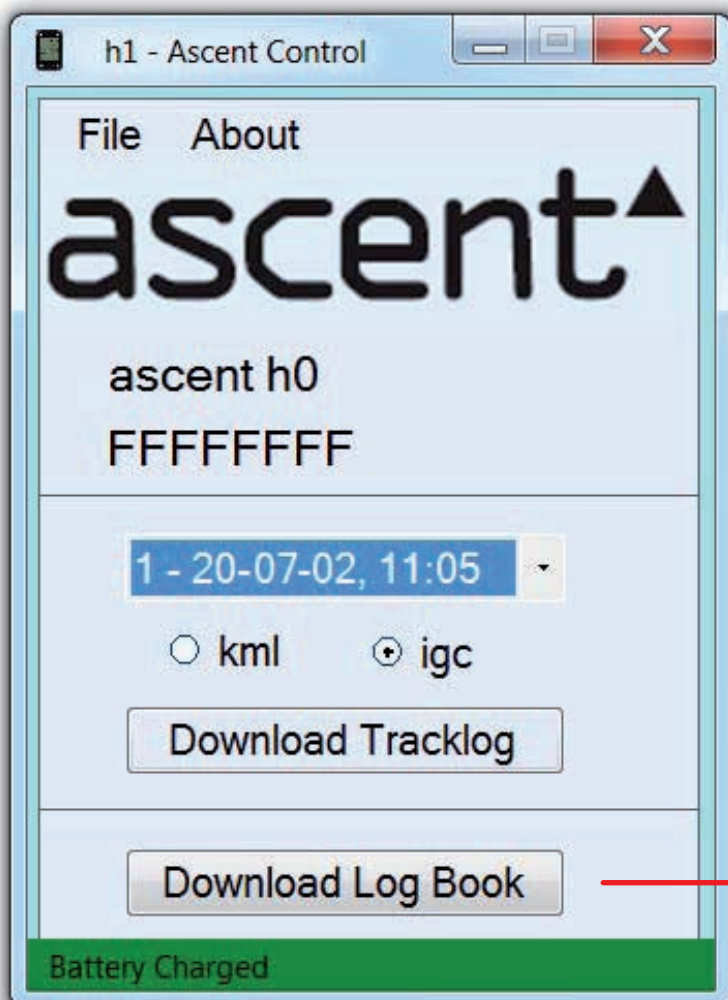 h1 - Ascent Control
File About
ascent
ascent h0
FFFFFFFF
1 - 20-07-02, 11:05
kml igc
Download Tracklog
Download Log Book
Battery Charged